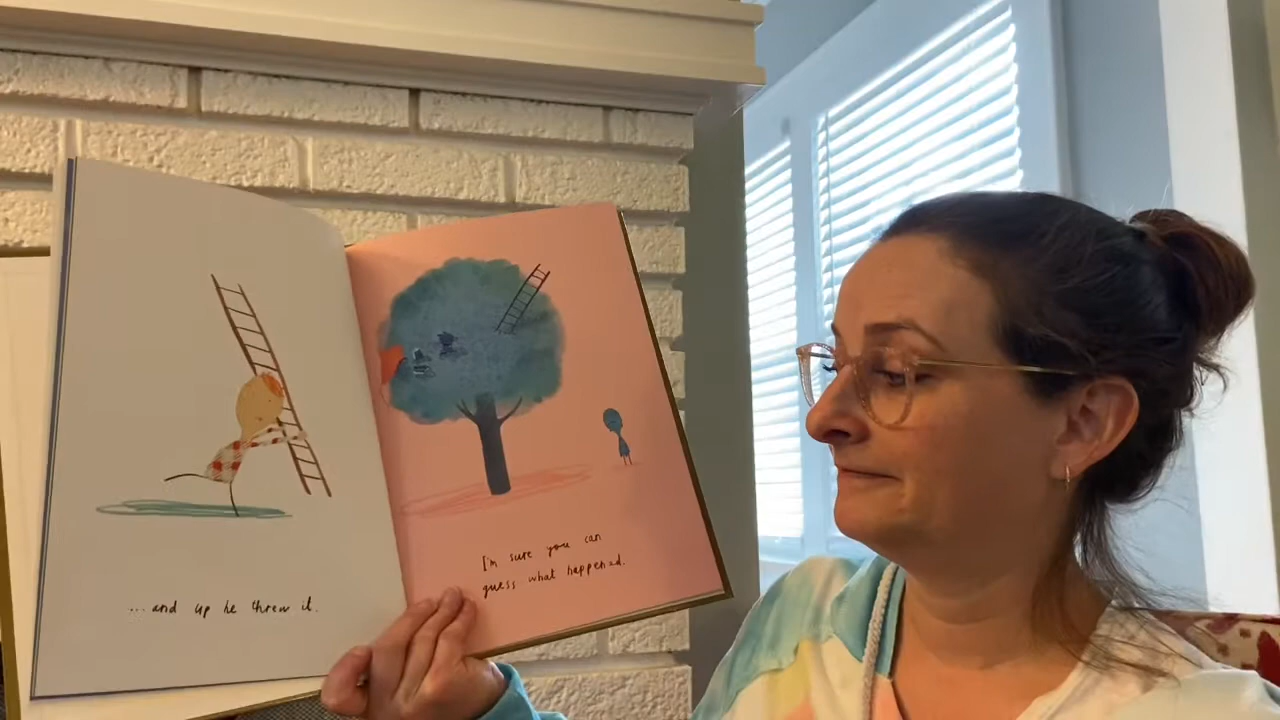 ...and up he threw it.
I'm sure you can
guess what happened.